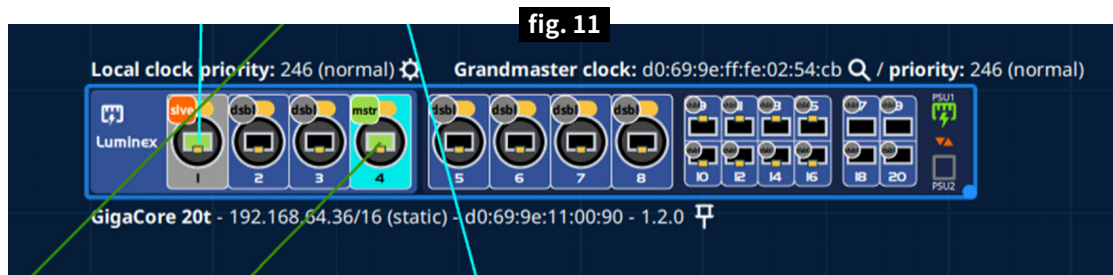 fig. 11
Local clock priority: 246 (normal) Grandmaster clock: d0:69:9e:ff:fe:02:54:cb / priority: 246 (normal)
slve dsbl dsbl mstr dsbl dsbl dsbl dsbl PSU1
Luminex
1 2 3 4 5 6 7 8 10 12 14 16 18 20 PSU2
GigaCore 20t - 192.168.64.36/16 (static) - d0:69:9e:11:00:90 - 1.2.0